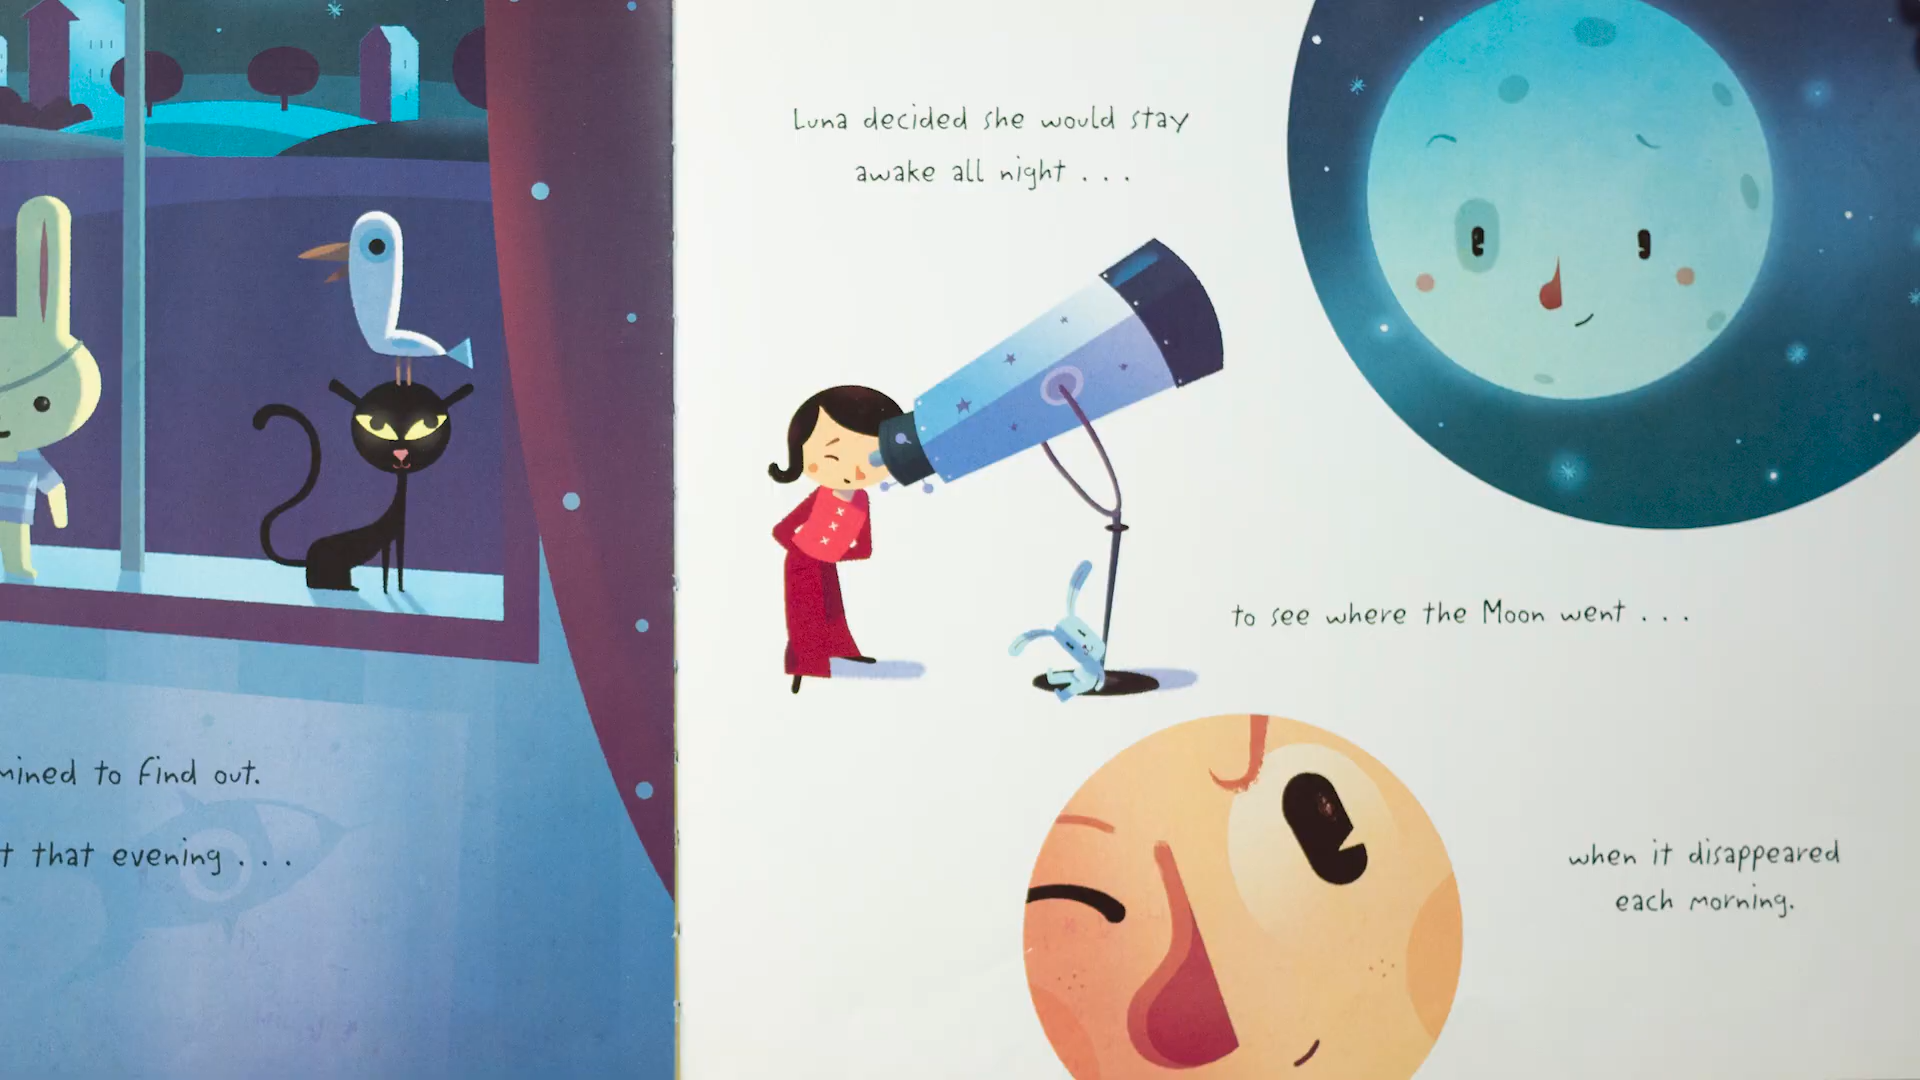 to find out.
that evening . . .
Luna decided she would stay
awake all night . . .
to see where the Moon went . . .
when it disappeared
each morning.